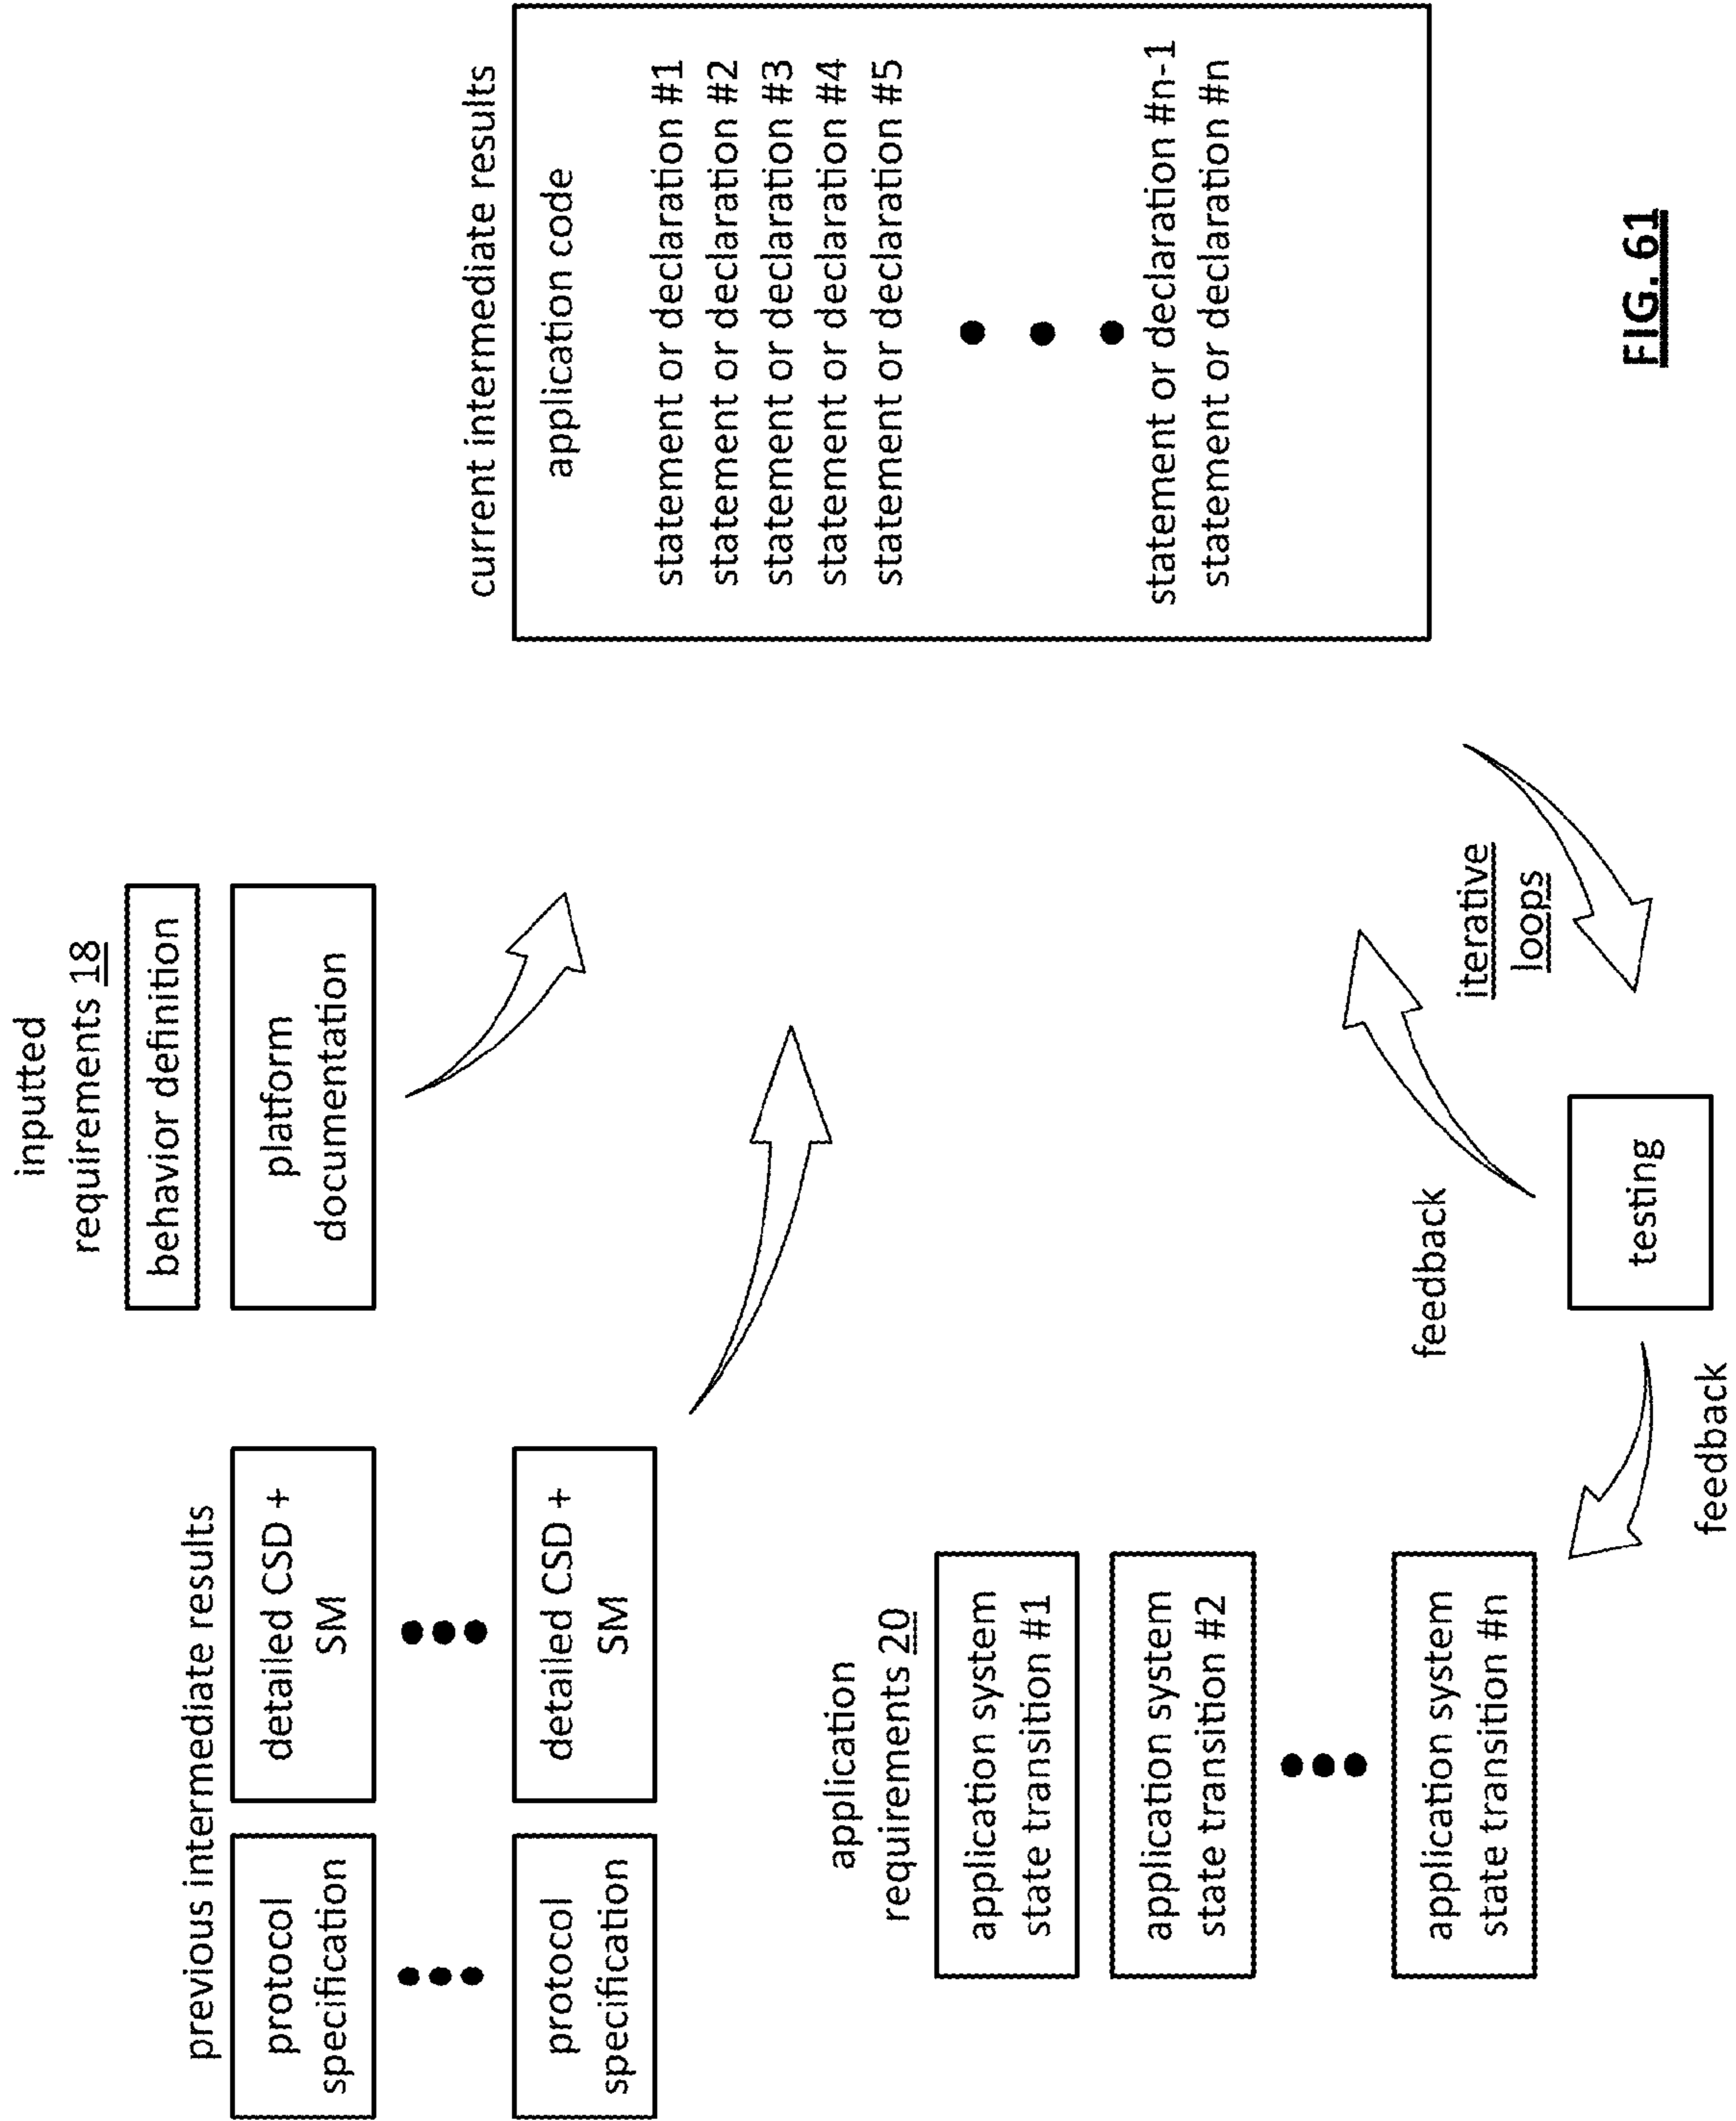 inputted
requirements 18
behavior definition
platform
documentation
previous intermediate results
protocol
specification
detailed CSD +
SM
protocol
specification
detailed CSD +
SM
current intermediate results
application code
statement or declaration #1
statement or declaration #2
statement or declaration #3
statement or declaration #4
statement or declaration #5
statement or declaration #n-1
statement or declaration #n
application
requirements 20
application system
state transition #1
application system
state transition #2
application system
state transition #n
feedback
iterative
loops
testing
feedback
FIG. 61